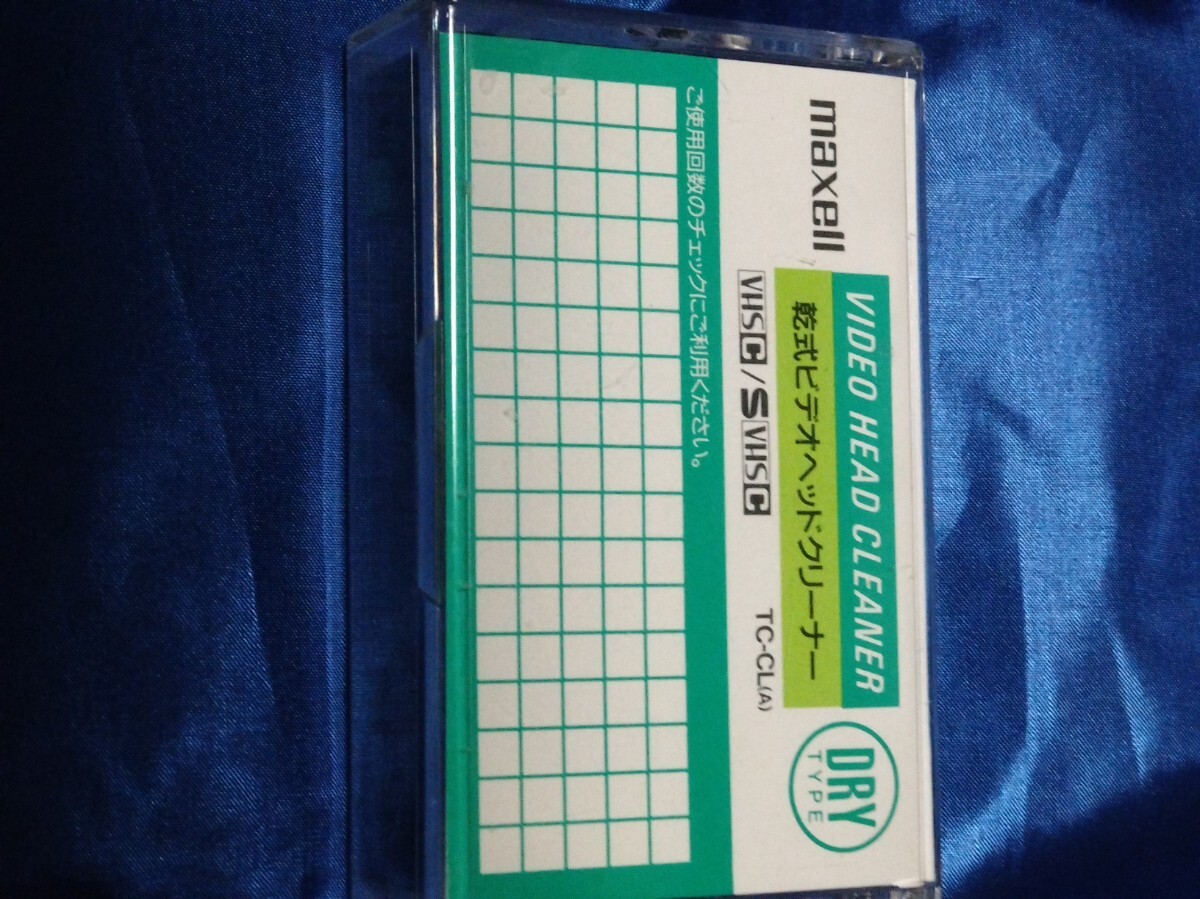 maxell
VIDEO HEAD CLEANER
乾式ビデオヘッドクリーナー
VHS C / S VHS C
TC-CL(A)
DRY
TYPE
ご使用回数のチェックにご利用ください。